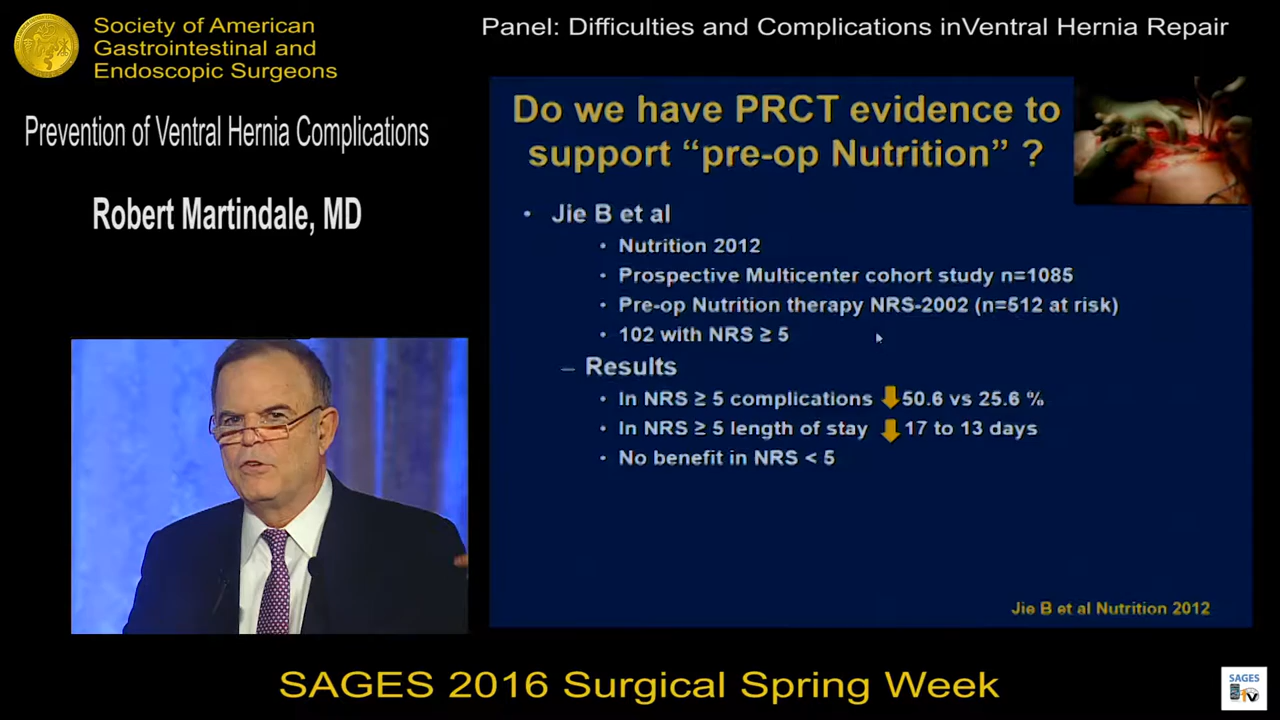 Society of American
Gastrointestinal and
Endoscopic Surgeons
Panel: Difficulties and Complications inVentral Hernia Repair
Prevention of Ventral Hernia Complications
Robert Martindale, MD
Do we have PRCT evidence to
support “pre-op Nutrition” ?
• Jie B et al
• Nutrition 2012
• Prospective Multicenter cohort study n=1085
• Pre-op Nutrition therapy NRS-2002 (n=512 at risk)
• 102 with NRS ≥ 5
– Results
• In NRS ≥ 5 complications ↓ 50.6 vs 25.6 %
• In NRS ≥ 5 length of stay ↓ 17 to 13 days
• No benefit in NRS < 5
Jie B et al Nutrition 2012
SAGES 2016 Surgical Spring Week
SAGES
TV